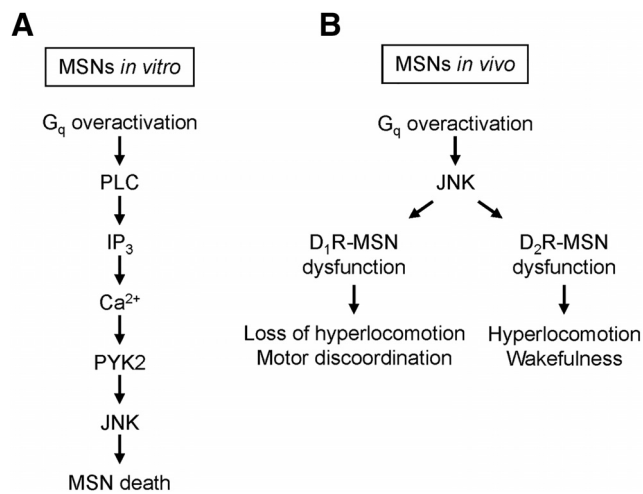 A
MSNs in vitro
Gq overactivation
PLC
IP3
Ca2+
PYK2
JNK
MSN death
B
MSNs in vivo
Gq overactivation
JNK
D1R-MSN
dysfunction
Loss of hyperlocomotion
Motor discoordination
D2R-MSN
dysfunction
Hyperlocomotion
Wakefulness